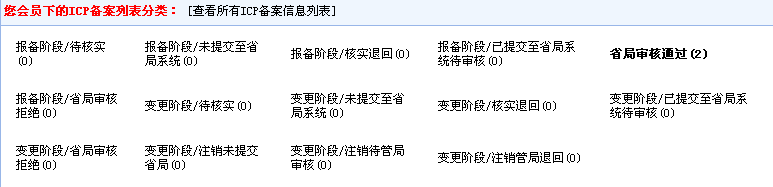 您会员下的ICP备案列表分类： [查看所有ICP备案信息列表]
报备阶段/待核实
(0)
报备阶段/未提交至省
局系统(0)
报备阶段/核实退回(0)
报备阶段/已提交至省局系
统待审核(0)
省局审核通过(2)
报备阶段/省局审核
拒绝(0)
变更阶段/待核实(0)
变更阶段/未提交至省
局系统(0)
变更阶段/核实退回(0)
变更阶段/已提交至省局系
统待审核(0)
变更阶段/省局审核
拒绝(0)
变更阶段/注销未提交
省局(0)
变更阶段/注销待管局
审核(0)
变更阶段/注销管局退回(0)